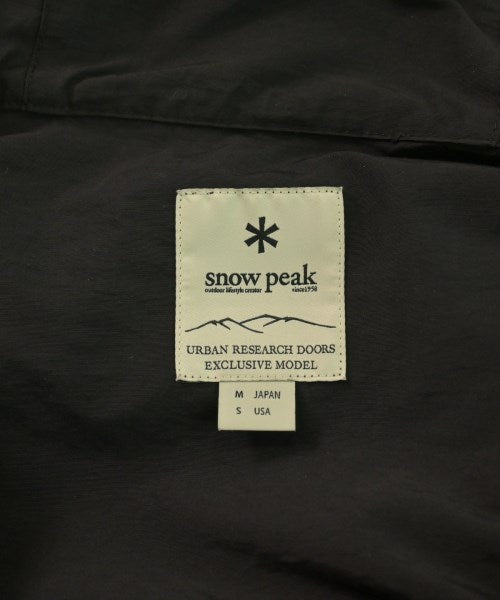 snow peak
outdoor lifestyle creator since1958
URBAN RESEARCH DOORS
EXCLUSIVE MODEL
M JAPAN
S USA